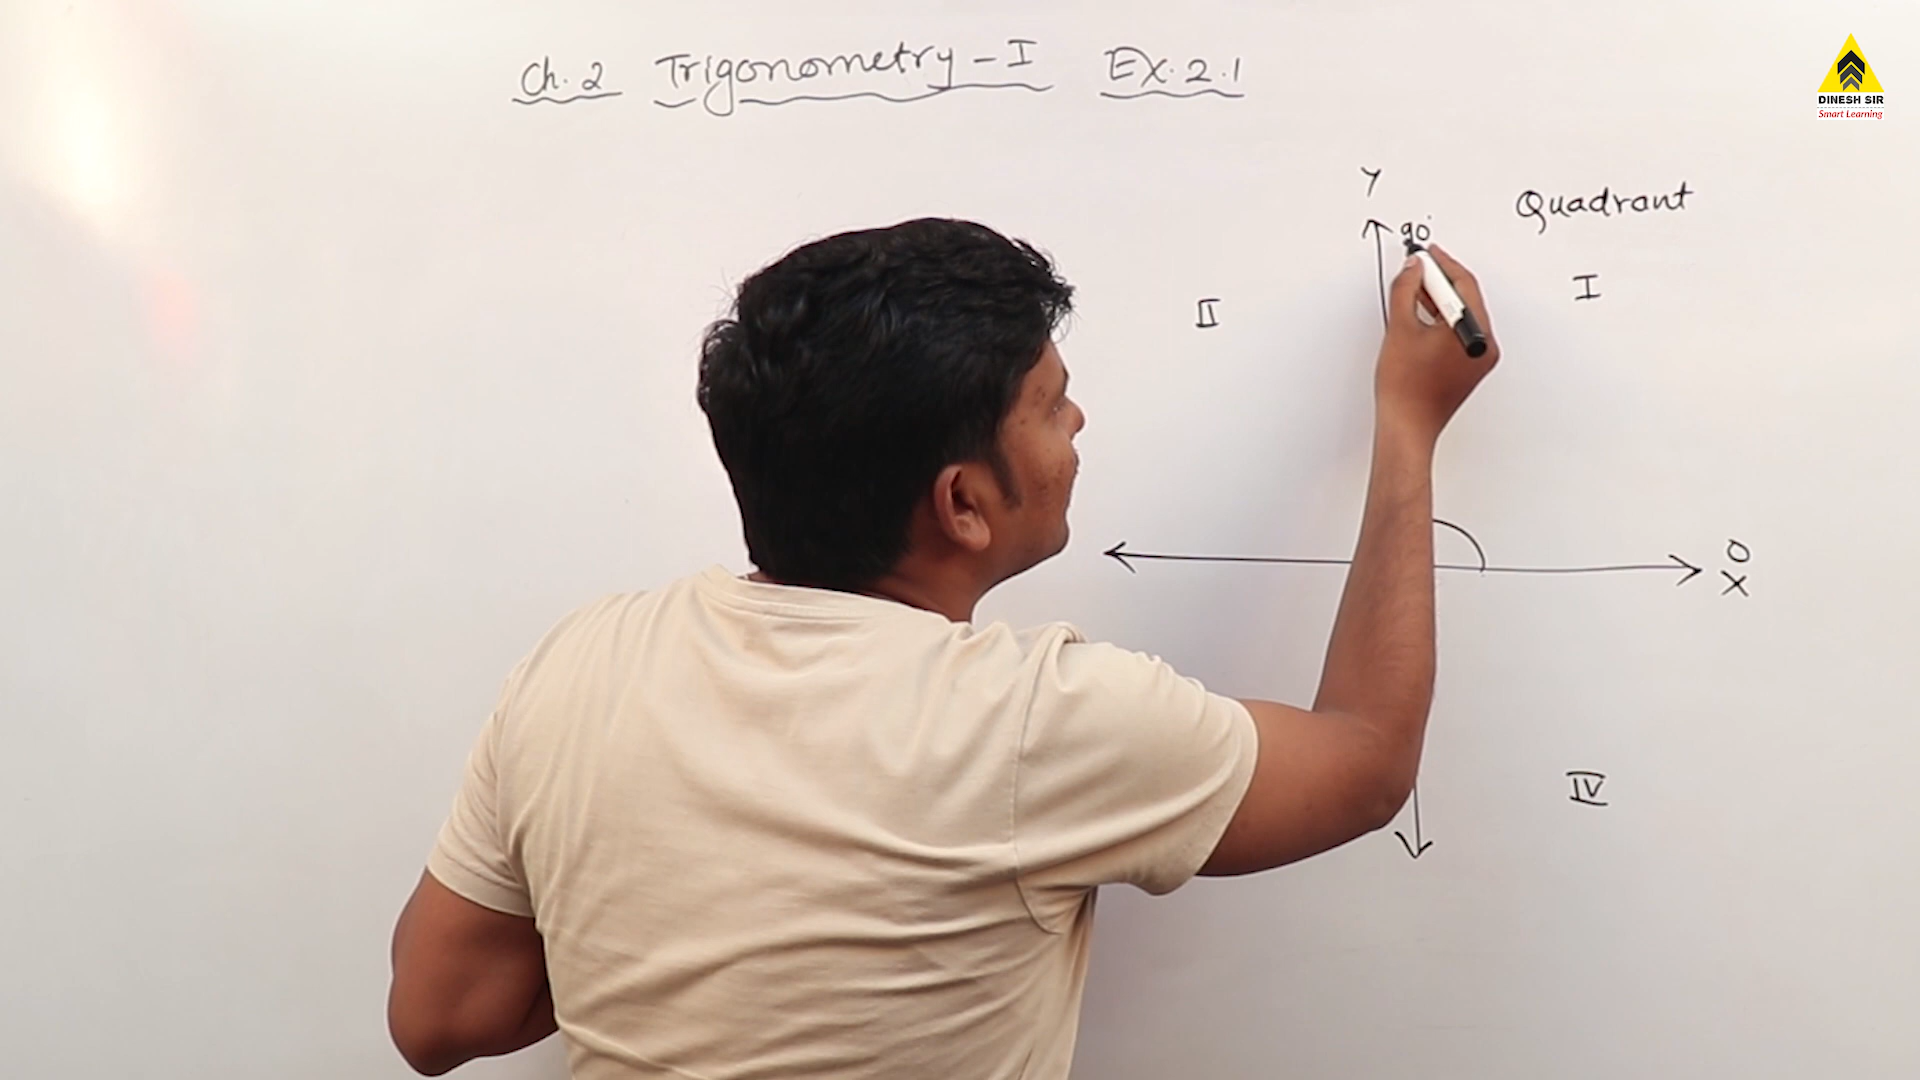 Ch. 2 Trigonometry - I Ex. 2.1
DINESH SIR
Smart Learning
Y
Quadrant
90°
I
II
O
X
IV